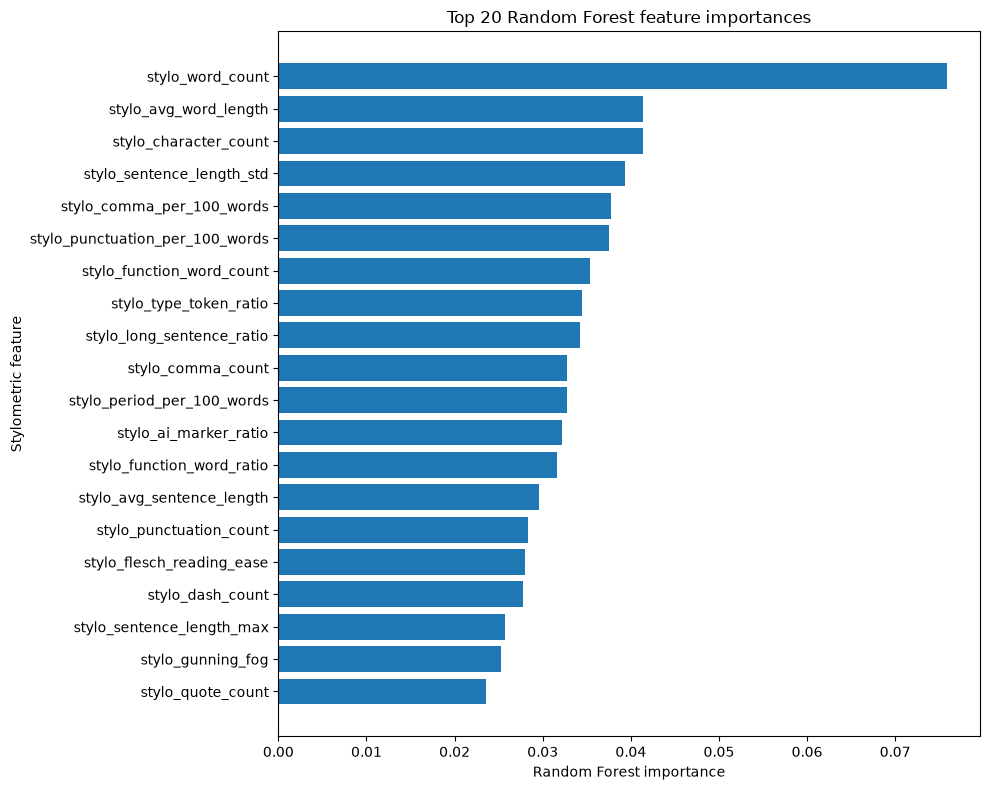 Top 20 Random Forest feature importances
stylo_word_count
stylo_avg_word_length
stylo_character_count
stylo_sentence_length_std
stylo_comma_per_100_words
stylo_punctuation_per_100_words
stylo_function_word_count
stylo_type_token_ratio
stylo_long_sentence_ratio
stylo_comma_count
stylo_period_per_100_words
stylo_ai_marker_ratio
stylo_function_word_ratio
stylo_avg_sentence_length
stylo_punctuation_count
stylo_flesch_reading_ease
stylo_dash_count
stylo_sentence_length_max
stylo_gunning_fog
stylo_quote_count
Stylometric feature
0.00 0.01 0.02 0.03 0.04 0.05 0.06 0.07
Random Forest importance